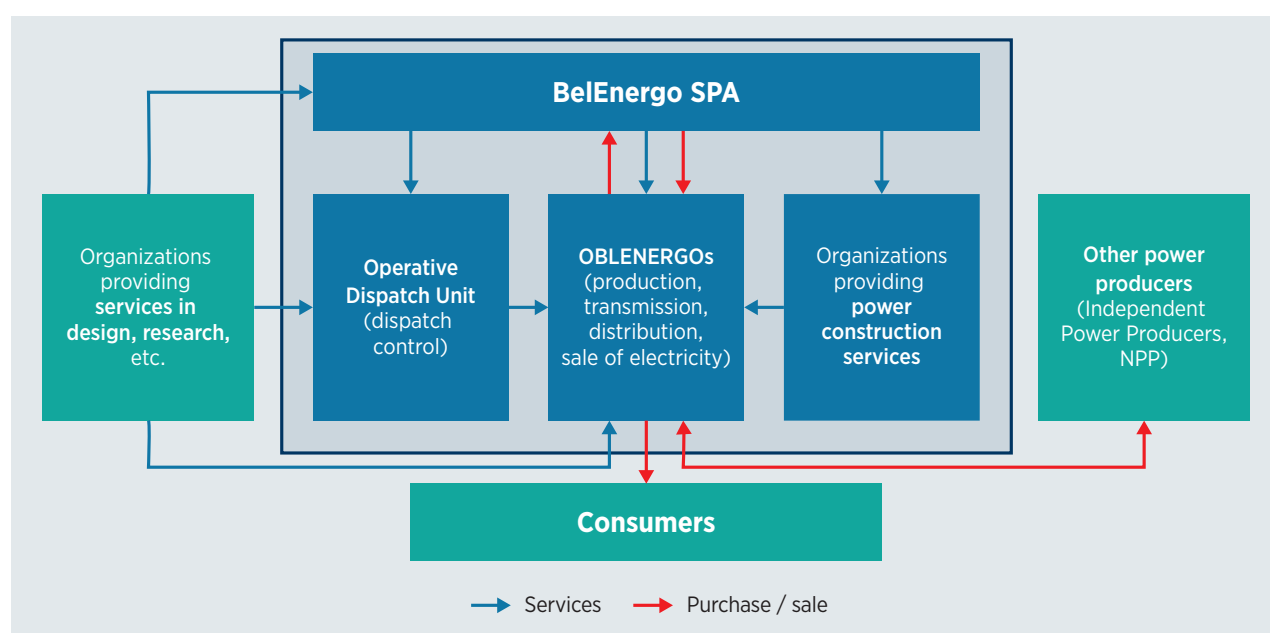 BelEnergo SPA
Organizations
providing
services in
design, research,
etc.
Operative
Dispatch Unit
(dispatch
control)
OBLENERGOs
(production,
transmission,
distribution,
sale of electricity)
Organizations
providing
power
construction
services
Other power
producers
(Independent
Power Producers,
NPP)
Consumers
Services
Purchase / sale